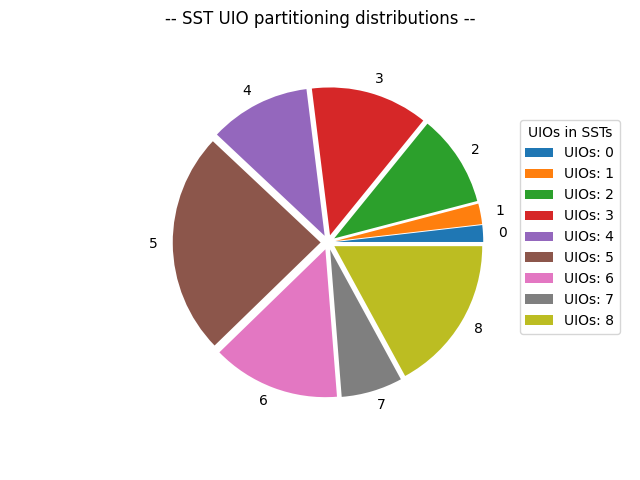 -- SST UIO partitioning distributions --
3
4
2
1
0
5
8
6
7
UIOs in SSTs
UIOs: 0
UIOs: 1
UIOs: 2
UIOs: 3
UIOs: 4
UIOs: 5
UIOs: 6
UIOs: 7
UIOs: 8